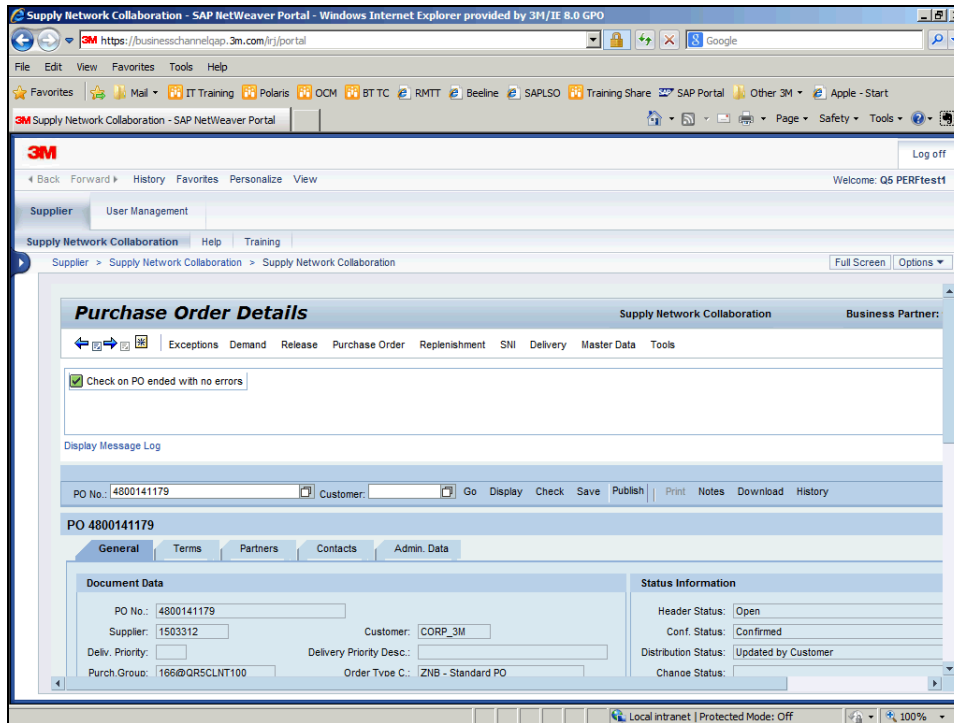 Supply Network Collaboration - SAP NetWeaver Portal - Windows Internet Explorer provided by 3M/IE 8.0 GPO
3M https://businesschannelqap.3m.com/irj/portal Google
File Edit View Favorites Tools Help
Favorites Mail IT Training Polaris OCM BT TC RMTT Beeline SAPLSO Training Share SAP Portal Other 3M Apple - Start
3M Supply Network Collaboration - SAP NetWeaver Portal Page Safety Tools
3M Log off
Back Forward History Favorites Personalize View Welcome: Q5 PERFtest1
Supplier User Management
Supply Network Collaboration Help Training
Supplier > Supply Network Collaboration > Supply Network Collaboration Full Screen Options
Purchase Order Details Supply Network Collaboration Business Partner:
Exceptions Demand Release Purchase Order Replenishment SNI Delivery Master Data Tools
Check on PO ended with no errors
Display Message Log
PO No.: 4800141179 Customer: Go Display Check Save Publish Print Notes Download History
PO 4800141179
General Terms Partners Contacts Admin. Data
Document Data Status Information
PO No.: 4800141179 Header Status: Open
Supplier: 1503312 Customer: CORP_3M Conf. Status: Confirmed
Deliv. Priority: Delivery Priority Desc.: Distribution Status: Updated by Customer
Purch.Group: 166@QR5CLNT100 Order Type C.: ZNB - Standard PO Change Status:
Local intranet | Protected Mode: Off 100%